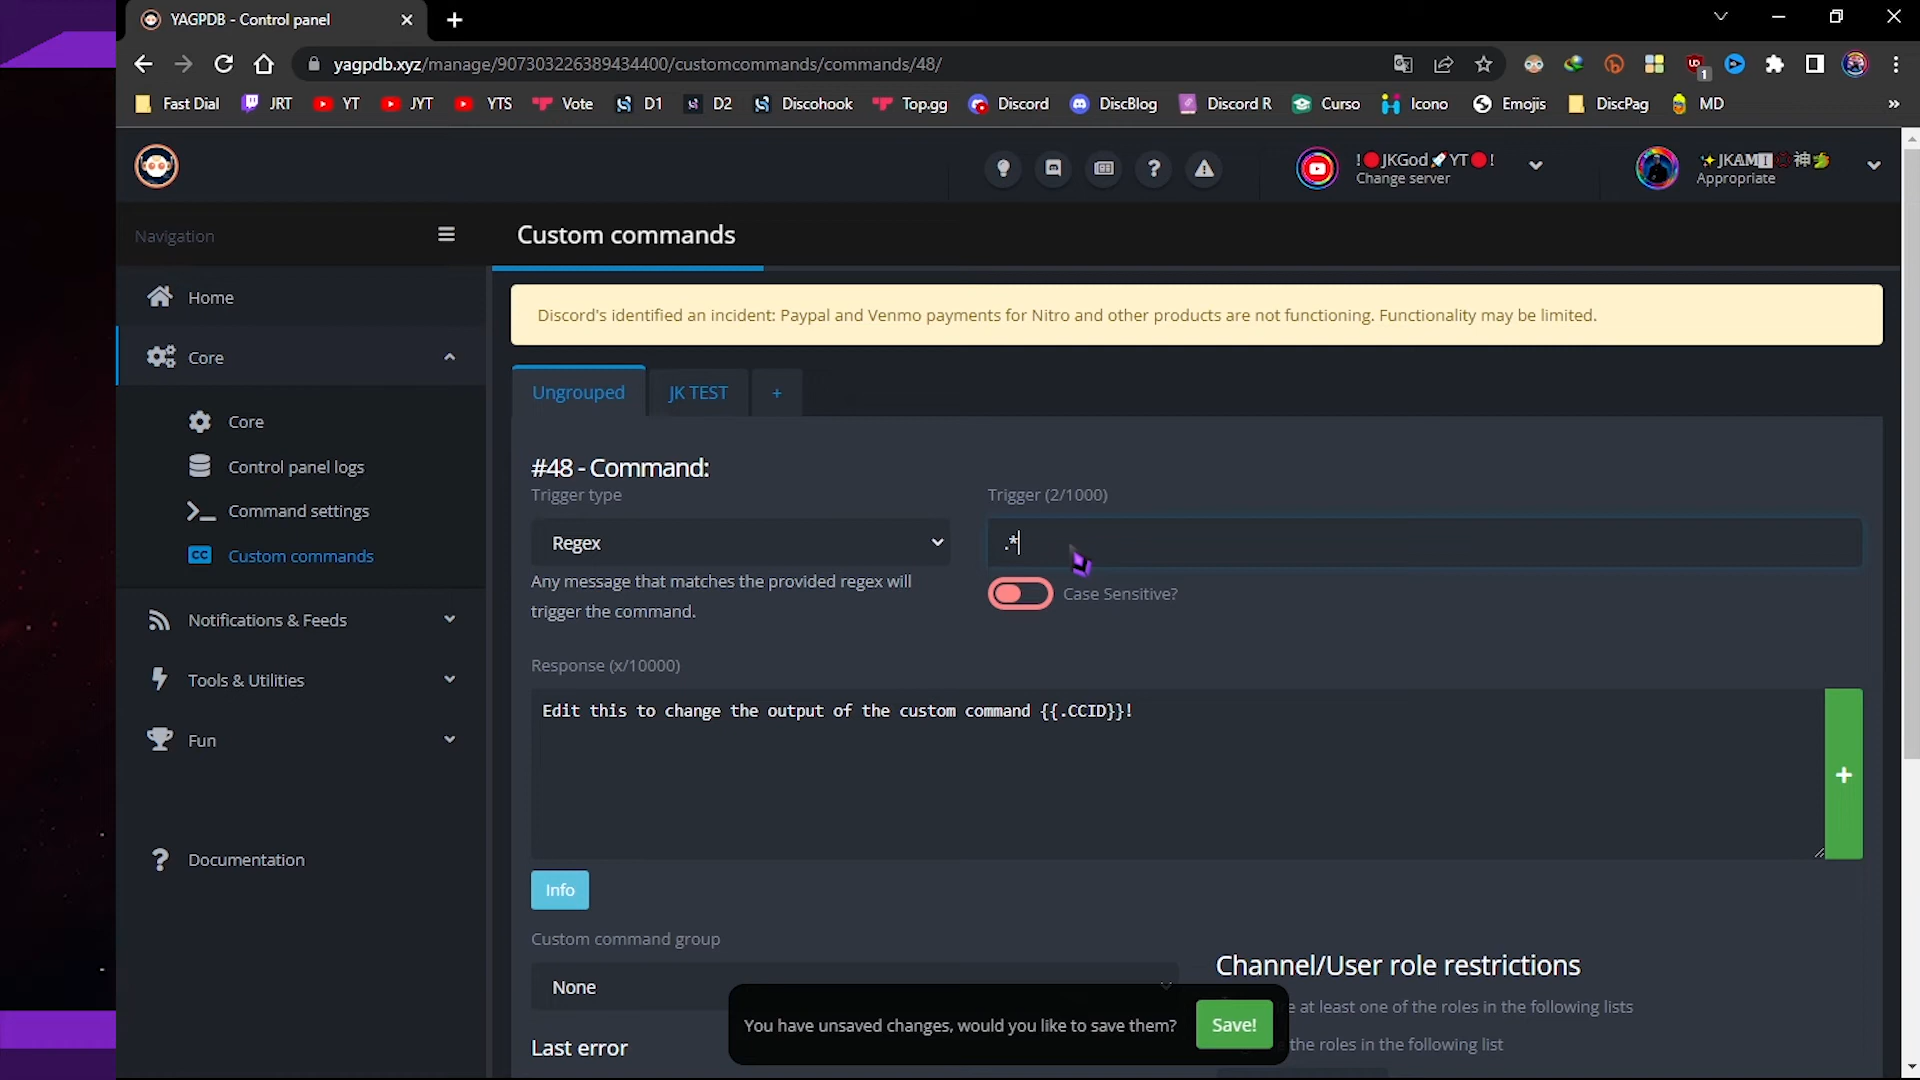 YAGPDB - Control panel
yagpdb.xyz/manage/907303226389434400/customcommands/commands/48/
1
Fast Dial JRT YT JYT YTS Vote D1 D2 Discohook Top.gg Discord DiscBlog Discord R Curso Icono Emojis DiscPag MD »
!🔴JKGod🚀YT🔴!
Change server
Appropriate
Navigation
Custom commands
Home
Discord's identified an incident: Paypal and Venmo payments for Nitro and other products are not functioning. Functionality may be limited.
Core
Ungrouped JK TEST +
Core
Control panel logs
Command settings
CC Custom commands
Notifications & Feeds
Tools & Utilities
Fun
? Documentation
#48 - Command:
Trigger type
Trigger (2/1000)
Regex
.*
Any message that matches the provided regex will
trigger the command.
Case Sensitive?
Response (x/10000)
Edit this to change the output of the custom command {{.CCID}}!
+
Info
Custom command group
None
Channel/User role restrictions
e at least one of the roles in the following lists
the roles in the following list
You have unsaved changes, would you like to save them? Save!
Last error